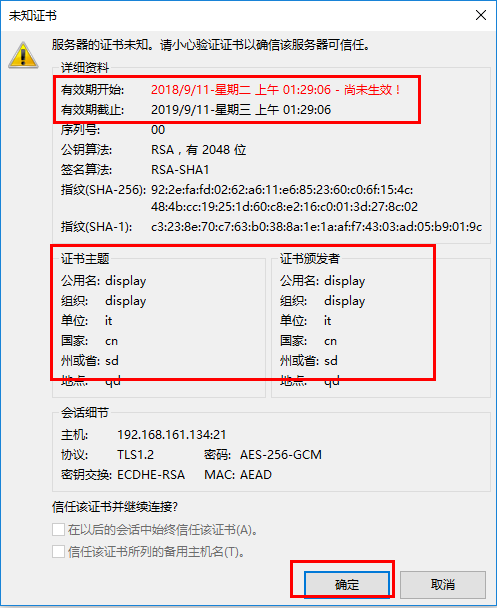 未知证书
服务器的证书未知。请小心验证证书以确信该服务器可信任。
详细资料
有效期开始: 2018/9/11-星期二 上午 01:29:06 - 尚未生效！
有效期截止: 2019/9/11-星期三 上午 01:29:06
序列号: 00
公钥算法: RSA，有 2048 位
签名算法: RSA-SHA1
指纹(SHA-256): 92:2e:fa:fd:02:62:a6:11:e6:85:23:60:c0:6f:15:4c:
48:4b:cc:19:25:1d:60:c8:e2:16:c0:01:3d:27:8c:02
指纹(SHA-1): c3:23:8e:70:c7:63:b0:38:8a:1e:1a:af:f7:43:03:ad:05:b9:01:9c
证书主题
公用名: display
组织: display
单位: it
国家: cn
州或省: sd
地点: qd
证书颁发者
公用名: display
组织: display
单位: it
国家: cn
州或省: sd
地点: qd
会话细节
主机: 192.168.161.134:21
协议: TLS1.2 密码: AES-256-GCM
密钥交换: ECDHE-RSA MAC: AEAD
信任该证书并继续连接?
在以后的会话中始终信任该证书(A)。
信任该证书所列的备用主机名(T)。
确定 取消